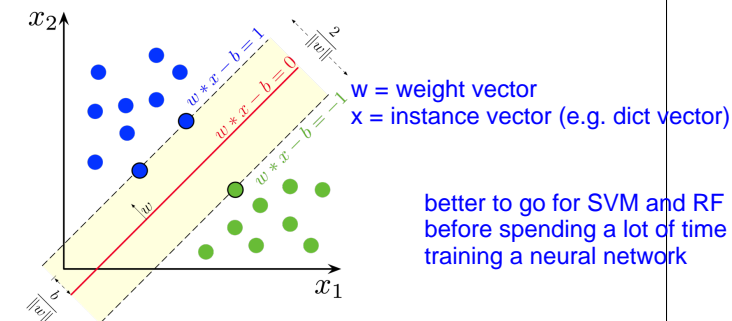 x₂
w * x − b = 1
w * x − b = 0
w * x − b = −1
2
‖w‖
w
b
‖w‖
x₁
w = weight vector
x = instance vector (e.g. dict vector)
better to go for SVM and RF
before spending a lot of time
training a neural network